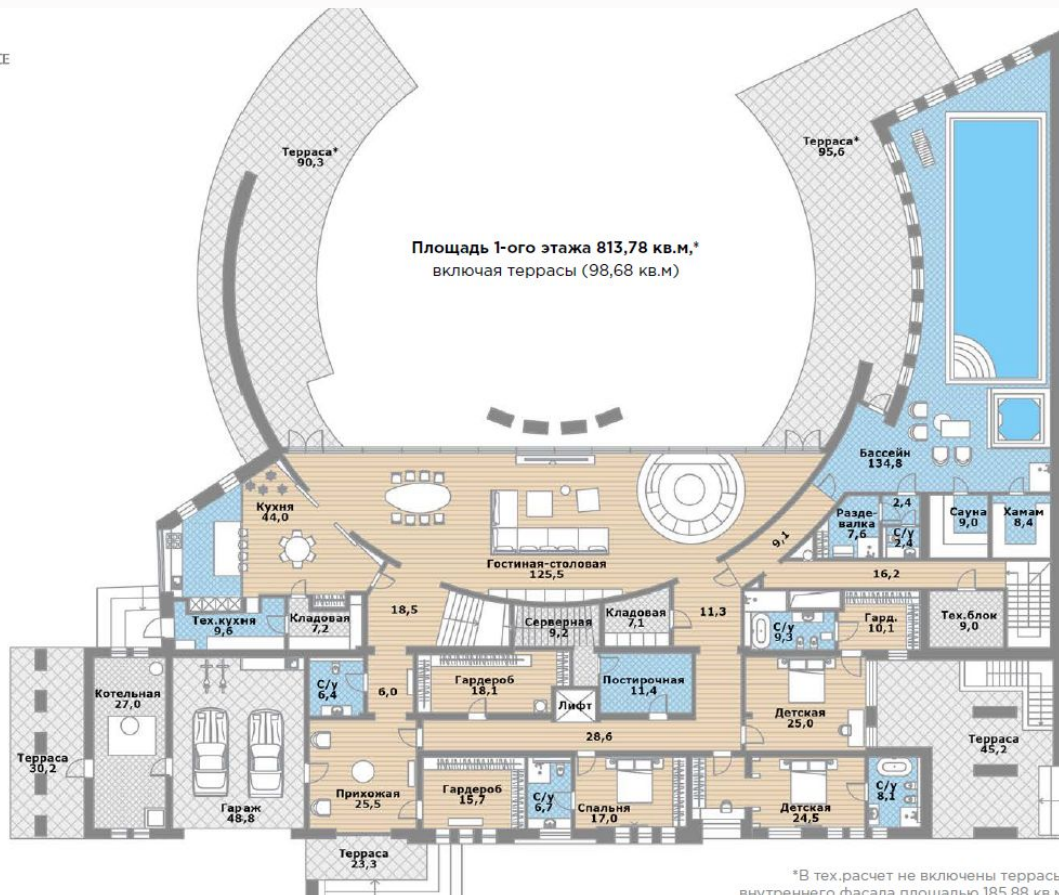 Терраса*
90,3
Терраса*
95,6
Площадь 1-ого этажа 813,78 кв.м,*
включая террасы (98,68 кв.м)
Бассейн
134,8
Кухня
44,0
Гостиная-столовая
125,5
9,1
Разде-
валка
7,6
2,4
С/у
2,4
Сауна
9,0
Хамам
8,4
16,2
Тех.кухня
9,6
Кладовая
7,2
18,5
Серверная
9,2
Кладовая
7,1
11,3
С/у
9,3
Гард.
10,1
Тех.блок
9,0
Котельная
27,0
С/у
6,4
6,0
Гардероб
18,1
Лифт
Постирочная
11,4
Детская
25,0
Терраса
45,2
28,6
Терраса
30,2
Гараж
48,8
Прихожая
25,5
Гардероб
15,7
С/у
6,7
Спальня
17,0
Детская
24,5
С/у
8,1
Терраса
23,3
*В тех.расчет не включены террасы
внутреннего фасада площадью 185,88 кв.м